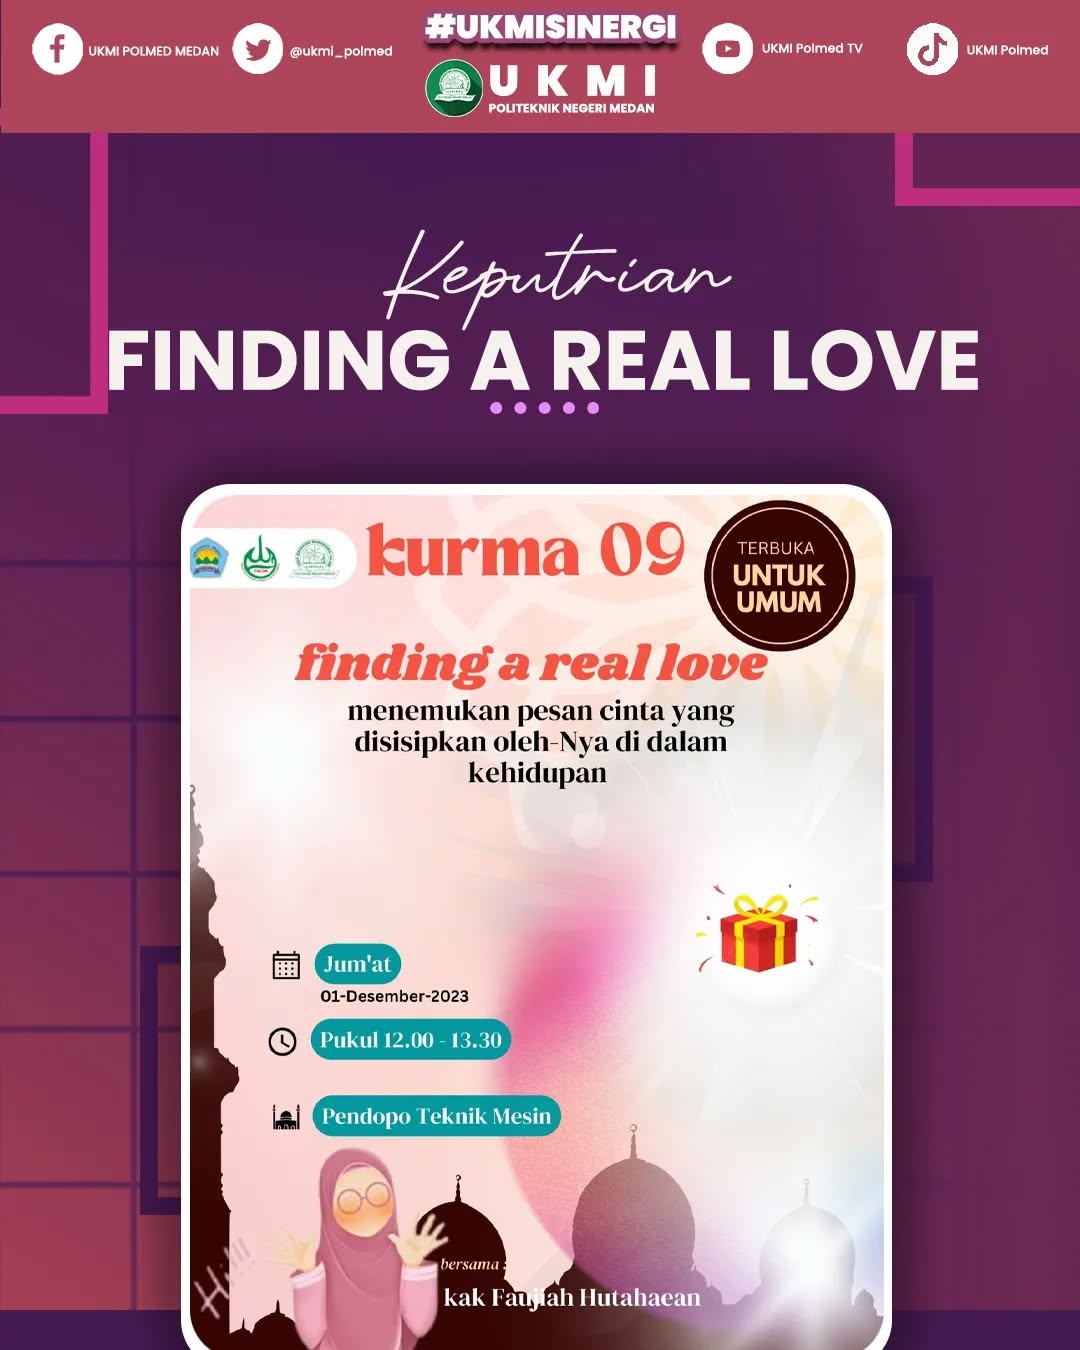 #UKMISINERGI
UKMI POLMED MEDAN
@ukmi_polmed
UKMI
POLITEKNIK NEGERI MEDAN
UKMI Polmed TV
UKMI Polmed
Keputrian
FINDING A REAL LOVE
kurma 09
TERBUKA
UNTUK
UMUM
finding a real love
menemukan pesan cinta yang
disisipkan oleh-Nya di dalam
kehidupan
Jum'at
01-Desember-2023
Pukul 12.00 - 13.30
Pendopo Teknik Mesin
Hi!!!
bersama :
kak Faujiah Hutahaean